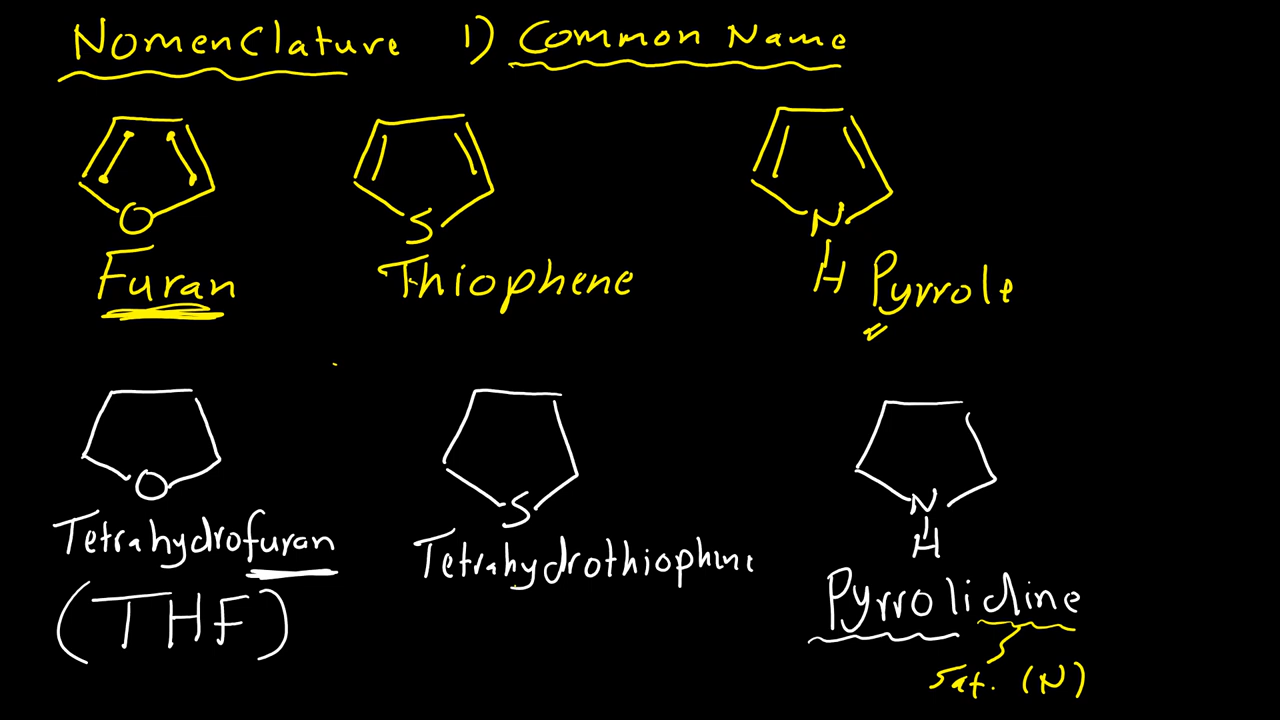 Nomenclature 1) Common Name
O S N
H
Furan Thiophene Pyrrole
O S N
H
Tetrahydrofuran Tetrahydrothiophene Pyrrolidine
(THF)
Sat. (N)